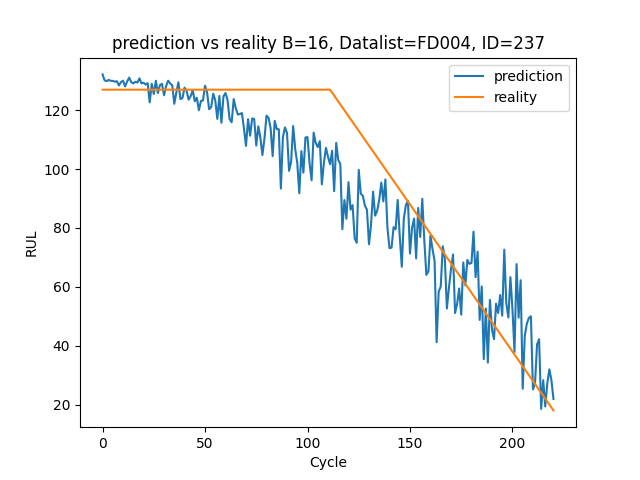 prediction vs reality B=16, Datalist=FD004, ID=237
prediction
reality
RUL
120
100
80
60
40
20
0
50
100
150
200
Cycle